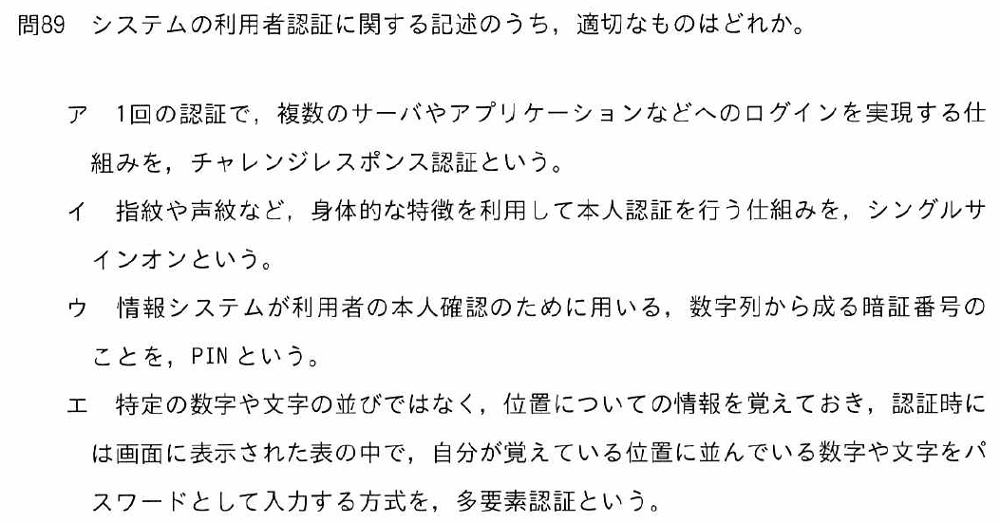 問89 システムの利用者認証に関する記述のうち，適切なものはどれか。
ア 1回の認証で，複数のサーバやアプリケーションなどへのログインを実現する仕
組みを，チャレンジレスポンス認証という。
イ 指紋や声紋など，身体的な特徴を利用して本人認証を行う仕組みを，シングルサ
インオンという。
ウ 情報システムが利用者の本人確認のために用いる，数字列から成る暗証番号の
ことを，PIN という。
エ 特定の数字や文字の並びではなく，位置についての情報を覚えておき，認証時に
は画面に表示された表の中で，自分が覚えている位置に並んでいる数字や文字をパ
スワードとして入力する方式を，多要素認証という。